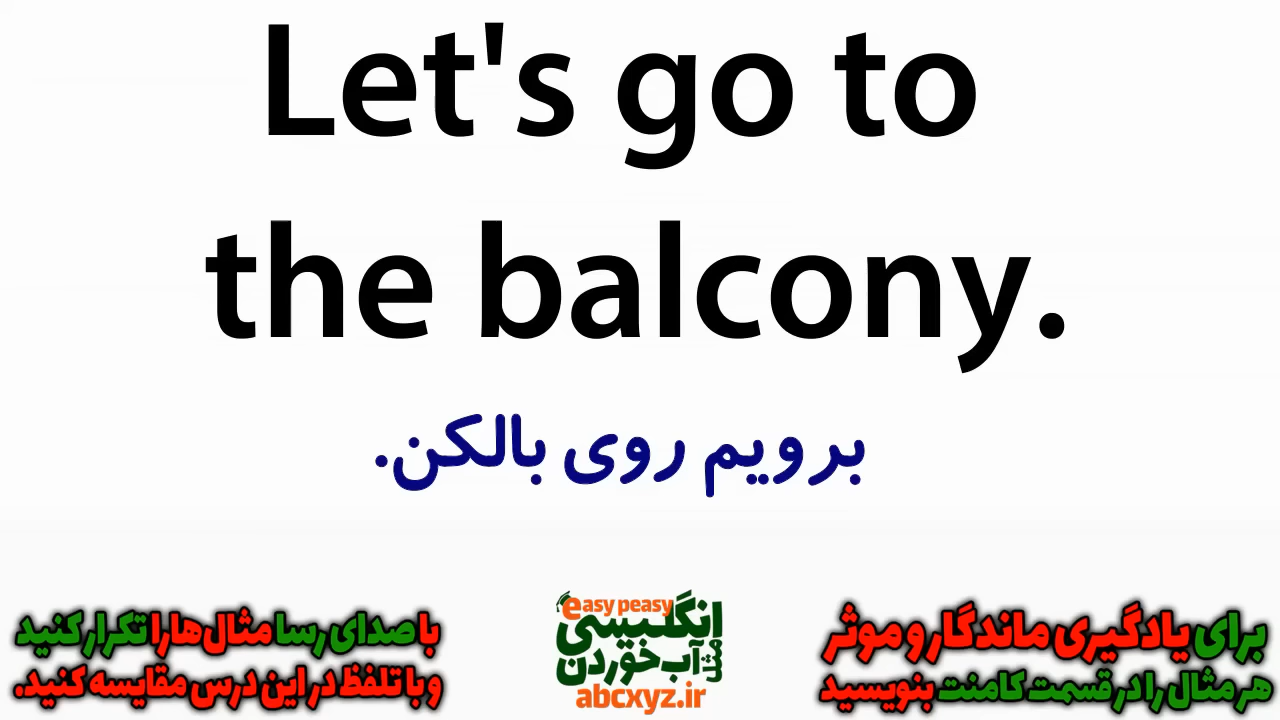 Let's go to
the balcony.
برویم روی بالکن.
برای یادگیری ماندگار و موثر
هر مثال را در قسمت کامنت بنویسید
easy peasy
انگلیسی
مثل آب خوردن
abcxyz.ir
با صدای رسا مثال‌ها را تکرار کنید
و با تلفظ در این درس مقایسه کنید.